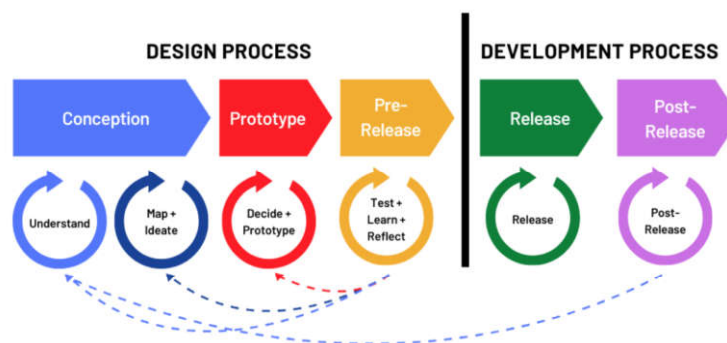 DESIGN PROCESS
DEVELOPMENT PROCESS
Conception
Prototype
Pre-
Release
Release
Post-
Release
Understand
Map +
Ideate
Decide +
Prototype
Test +
Learn +
Reflect
Release
Post-
Release